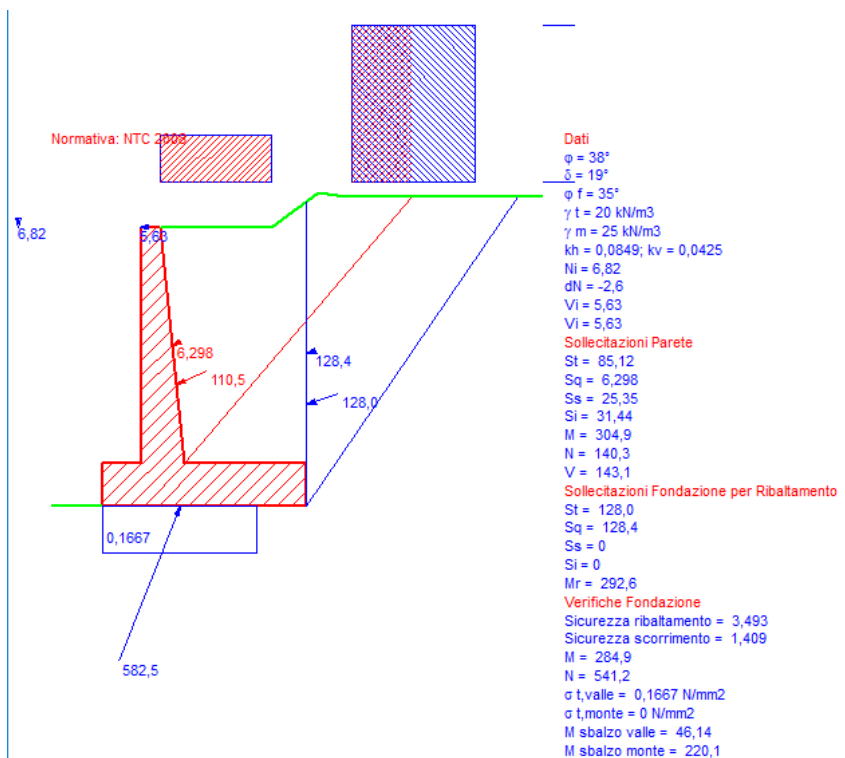 Normativa: NTC 2008
6,82
5,63
6,298
110,5
128,4
128,0
0,1667
582,5
Dati
φ = 38°
δ = 19°
φ f = 35°
γ t = 20 kN/m3
γ m = 25 kN/m3
kh = 0,0849; kv = 0,0425
Ni = 6,82
dN = -2,6
Vi = 5,63
Vi = 5,63
Sollecitazioni Parete
St = 85,12
Sq = 6,298
Ss = 25,35
Si = 31,44
M = 304,9
N = 140,3
V = 143,1
Sollecitazioni Fondazione per Ribaltamento
St = 128,0
Sq = 128,4
Ss = 0
Si = 0
Mr = 292,6
Verifiche Fondazione
Sicurezza ribaltamento = 3,493
Sicurezza scorrimento = 1,409
M = 284,9
N = 541,2
σ t,valle = 0,1667 N/mm2
σ t,monte = 0 N/mm2
M sbalzo valle = 46,14
M sbalzo monte = 220,1